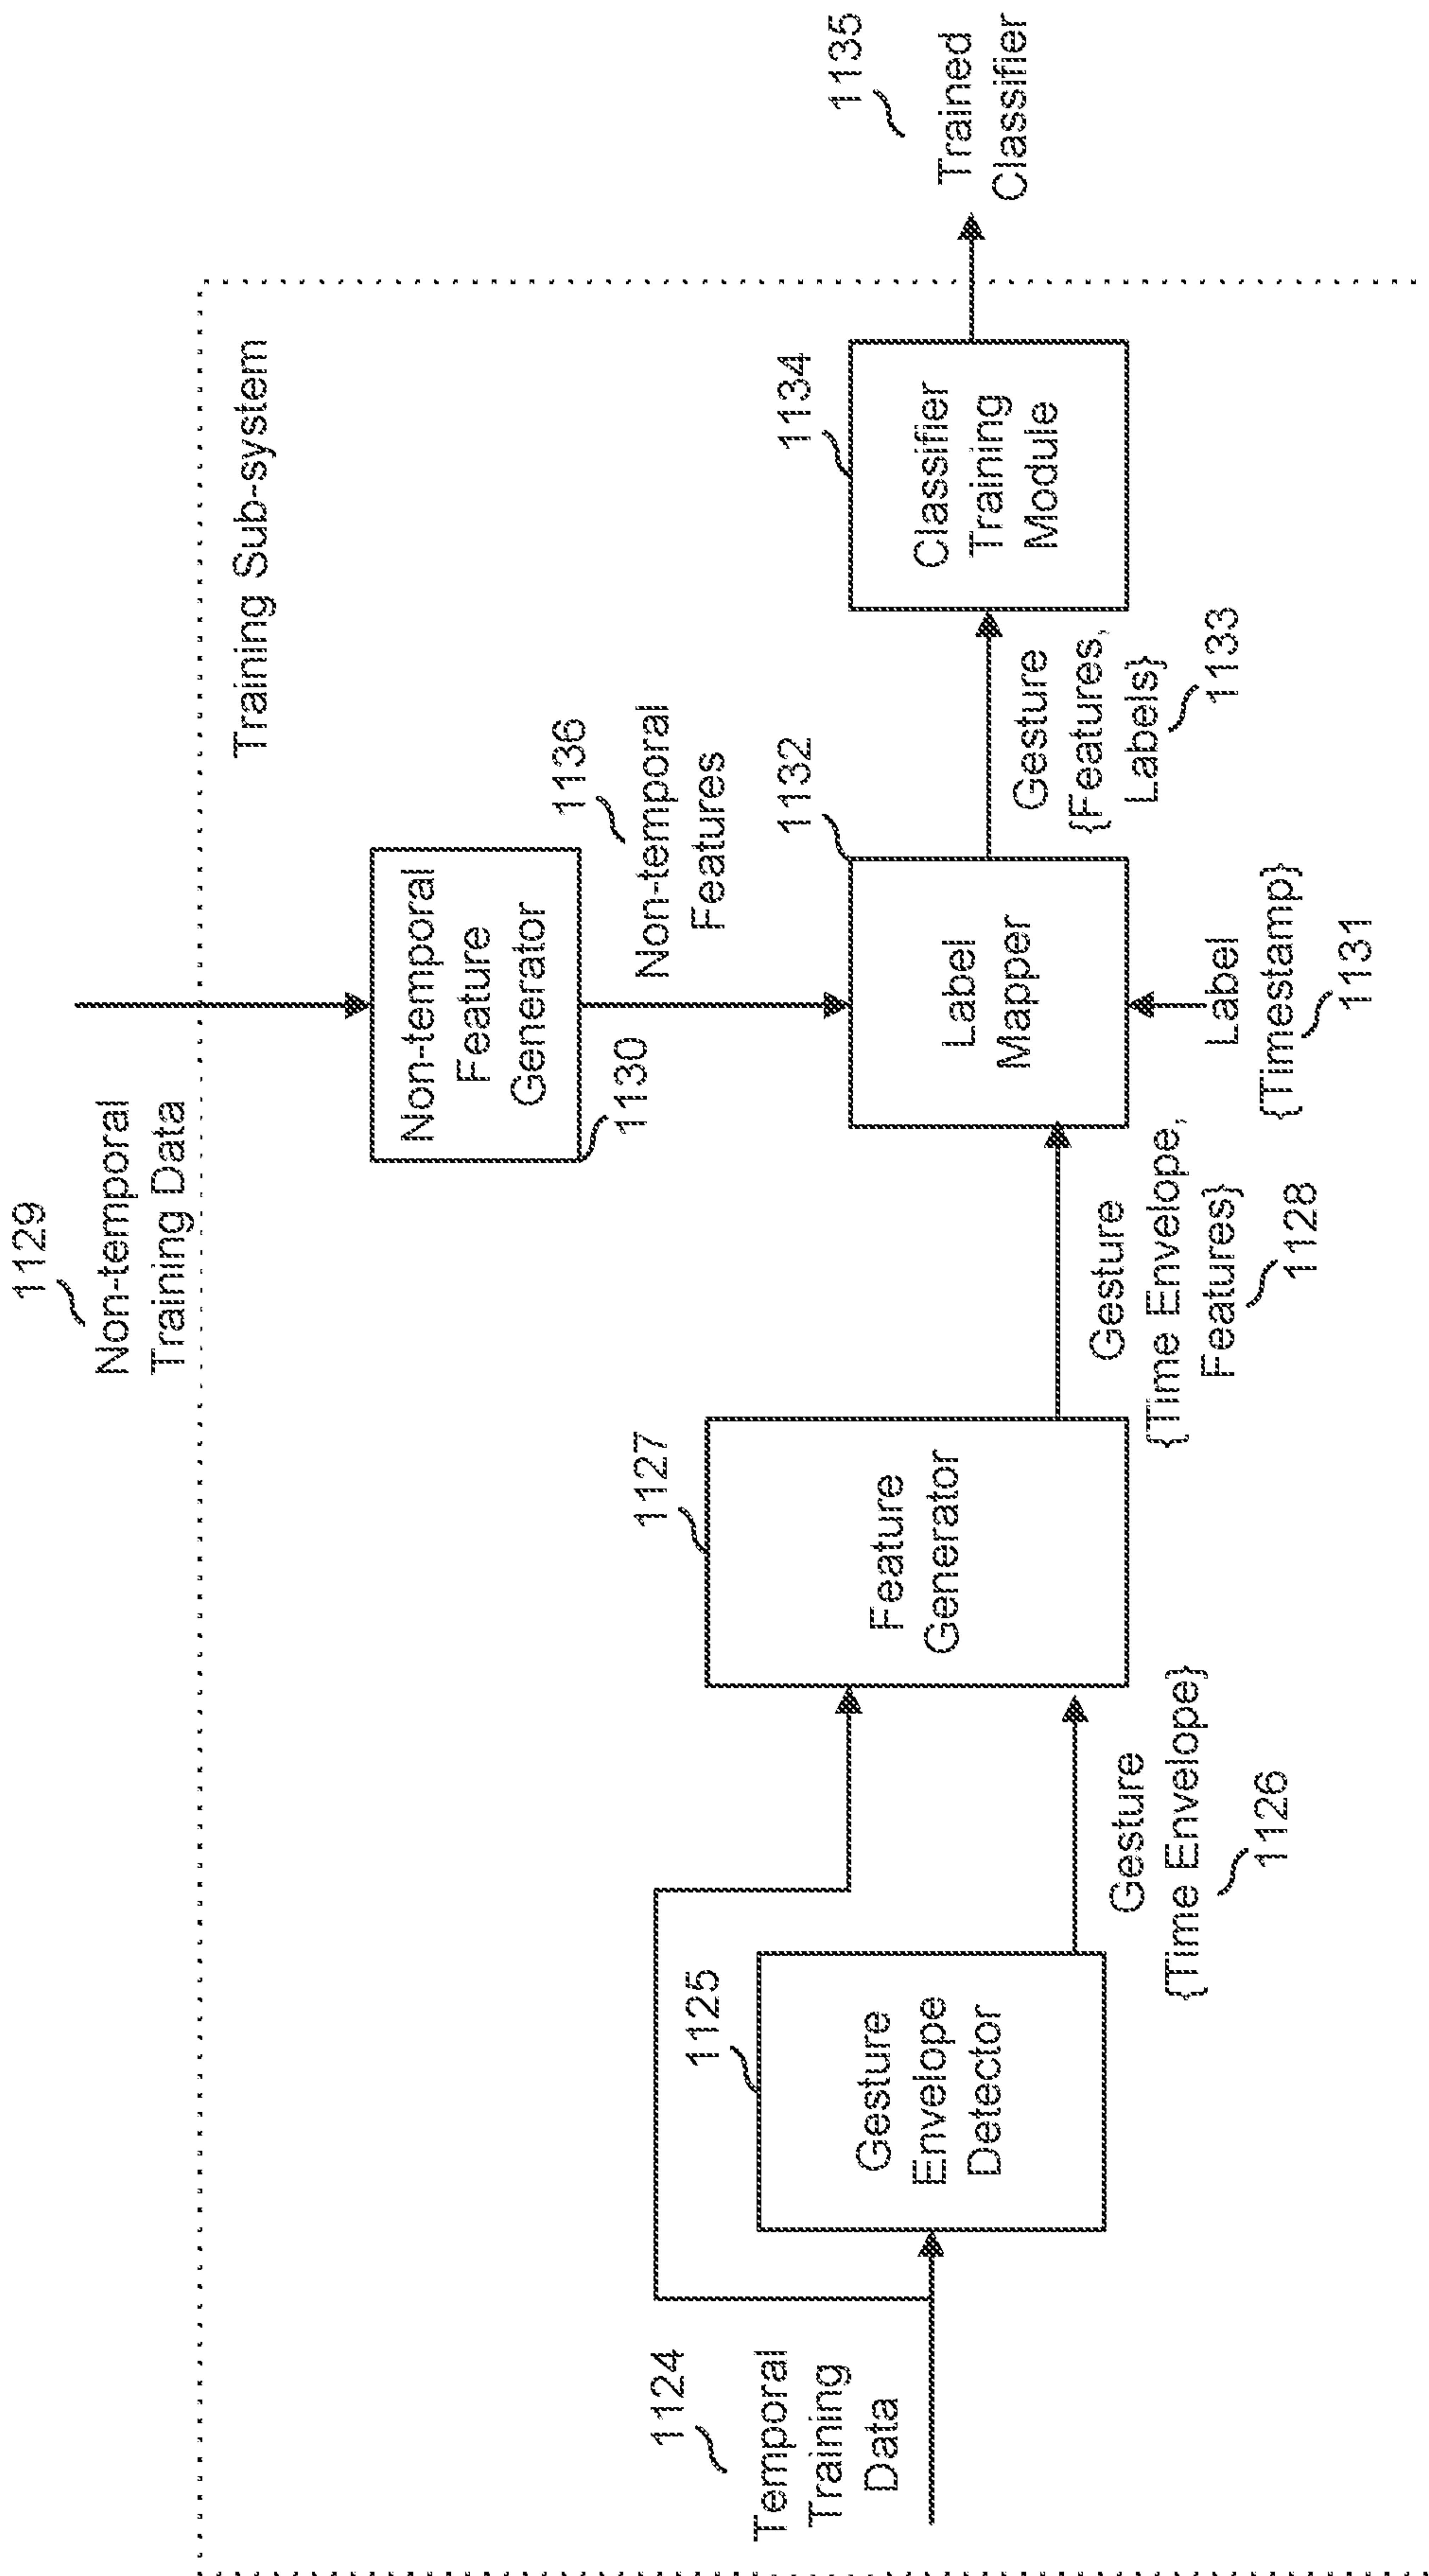 1129
Non-temporal
Training Data
Training Sub-system
Non-temporal
Feature
Generator
1130
1136
Non-temporal
Features
1124
Temporal
Training
Data
1125
Gesture
Envelope
Detector
Gesture
{Time Envelope}
1126
1127
Feature
Generator
Gesture
{Time Envelope,
Features}
1128
1132
Label
Mapper
Label
{Timestamp}
1131
Gesture
{Features,
Labels}
1133
1134
Classifier
Training
Module
1135
Trained
Classifier